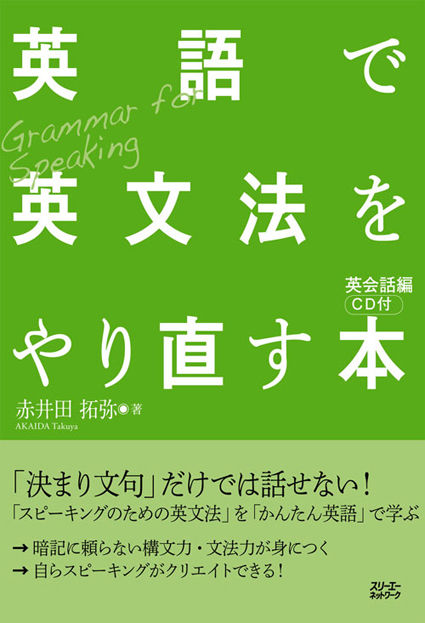 英語で
Grammar for
Speaking
英文法を
英会話編
CD付
やり直す本
赤井田 拓弥◉著
AKAIDA Takuya
「決まり文句」だけでは話せない！
「スピーキングのための英文法」を「かんたん英語」で学ぶ
→ 暗記に頼らない構文力・文法力が身につく
→ 自らスピーキングがクリエイトできる！
スリーエー
ネットワーク